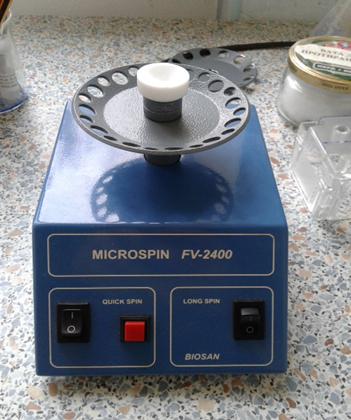 MICROSPIN FV-2400
QUICK SPIN
LONG SPIN
BIOSAN